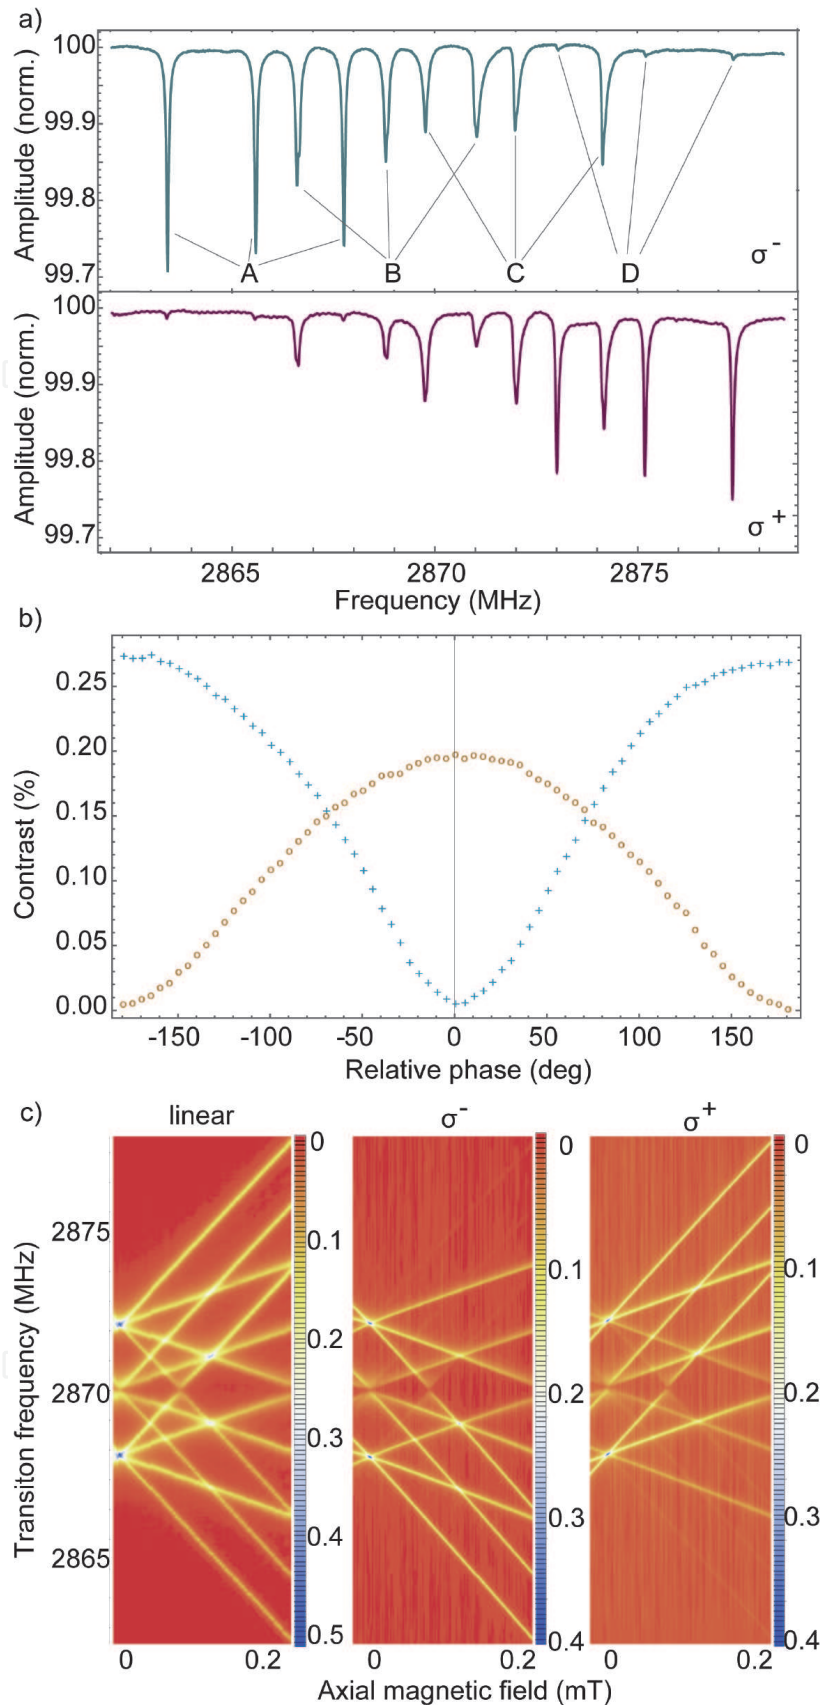 a)
100
99.9
99.8
99.7
Amplitude (norm.)
A
B
C
D
σ-
100
99.9
99.8
99.7
Amplitude (norm.)
σ+
2865
2870
2875
Frequency (MHz)
b)
0.25
0.20
0.15
0.10
0.05
0.00
Contrast (%)
-150
-100
-50
0
50
100
150
Relative phase (deg)
c)
linear
σ-
σ+
2875
2870
2865
Transiton frequency (MHz)
0
0.1
0.2
0.3
0.4
0.5
0
0.1
0.2
0.3
0.4
0
0.1
0.2
0.3
0.4
0
0.2
0
0.2
0
0.2
Axial magnetic field (mT)